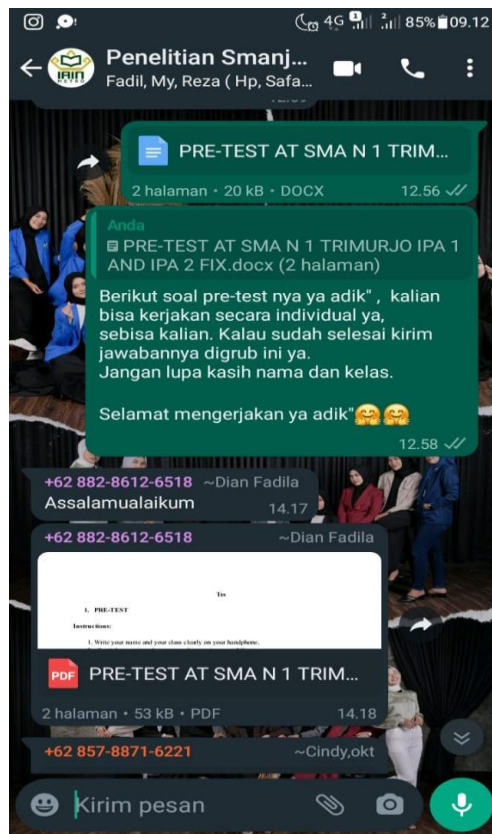 4G 1 2 85% 09.12
IAIN
METRO
Penelitian Smanj...
Fadil, My, Reza ( Hp, Safa...
PRE-TEST AT SMA N 1 TRIM...
2 halaman • 20 kB • DOCX 12.56
Anda
PRE-TEST AT SMA N 1 TRIMURJO IPA 1
AND IPA 2 FIX.docx (2 halaman)
Berikut soal pre-test nya ya adik" , kalian
bisa kerjakan secara individual ya,
sebisa kalian. Kalau sudah selesai kirim
jawabannya digrub ini ya.
Jangan lupa kasih nama dan kelas.
Selamat mengerjakan ya adik"🤗🤗
12.58
+62 882-8612-6518 ~Dian Fadila
Assalamualaikum 14.17
+62 882-8612-6518 ~Dian Fadila
Tes
1. PRE-TEST
Instructions:
1. Write your name and your class clearly on your handphone.
PDF PRE-TEST AT SMA N 1 TRIM...
2 halaman • 53 kB • PDF 14.18
+62 857-8871-6221 ~Cindy,okt
Kirim pesan